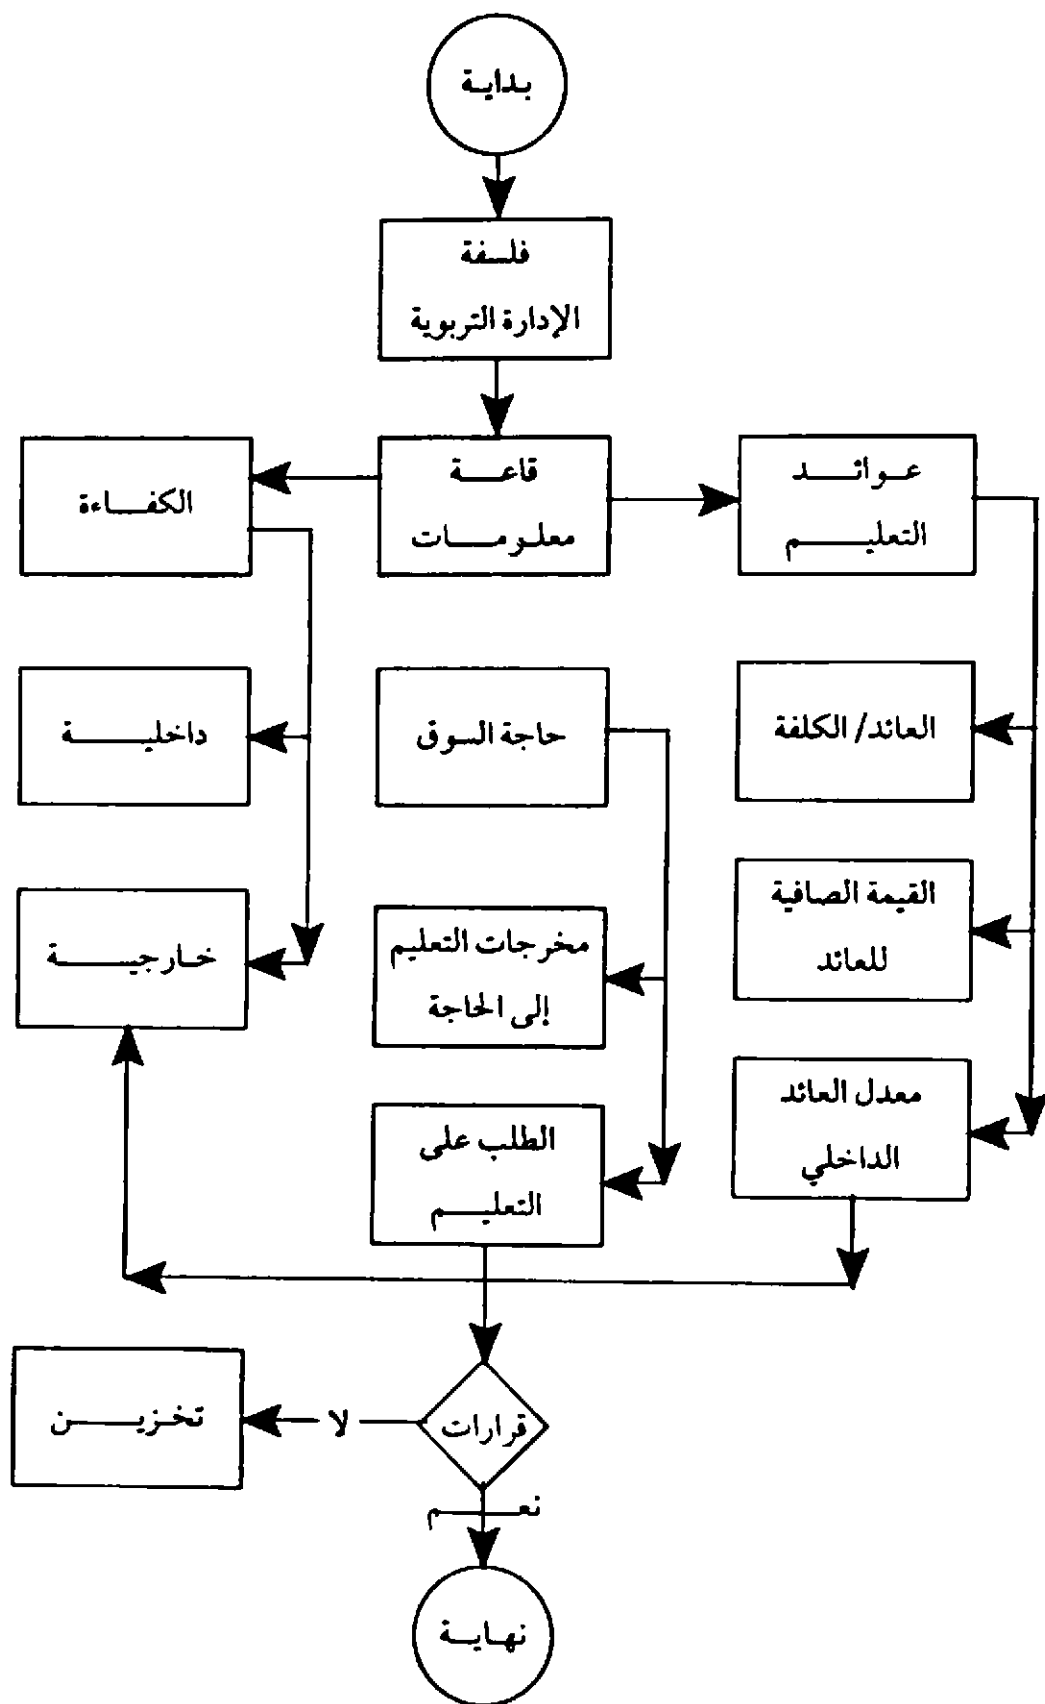 بداية
فلسفة
الإدارة التربوية
عوائد
التعليم
قاعة
معلومات
الكفاءة
العائد/ الكلفة
حاجة السوق
داخلية
القيمة الصافية
للعائد
مخرجات التعليم
إلى الحاجة
خارجية
معدل العائد
الداخلي
الطلب على
التعليم
قرارات
لا
تخزين
نعم
نهاية